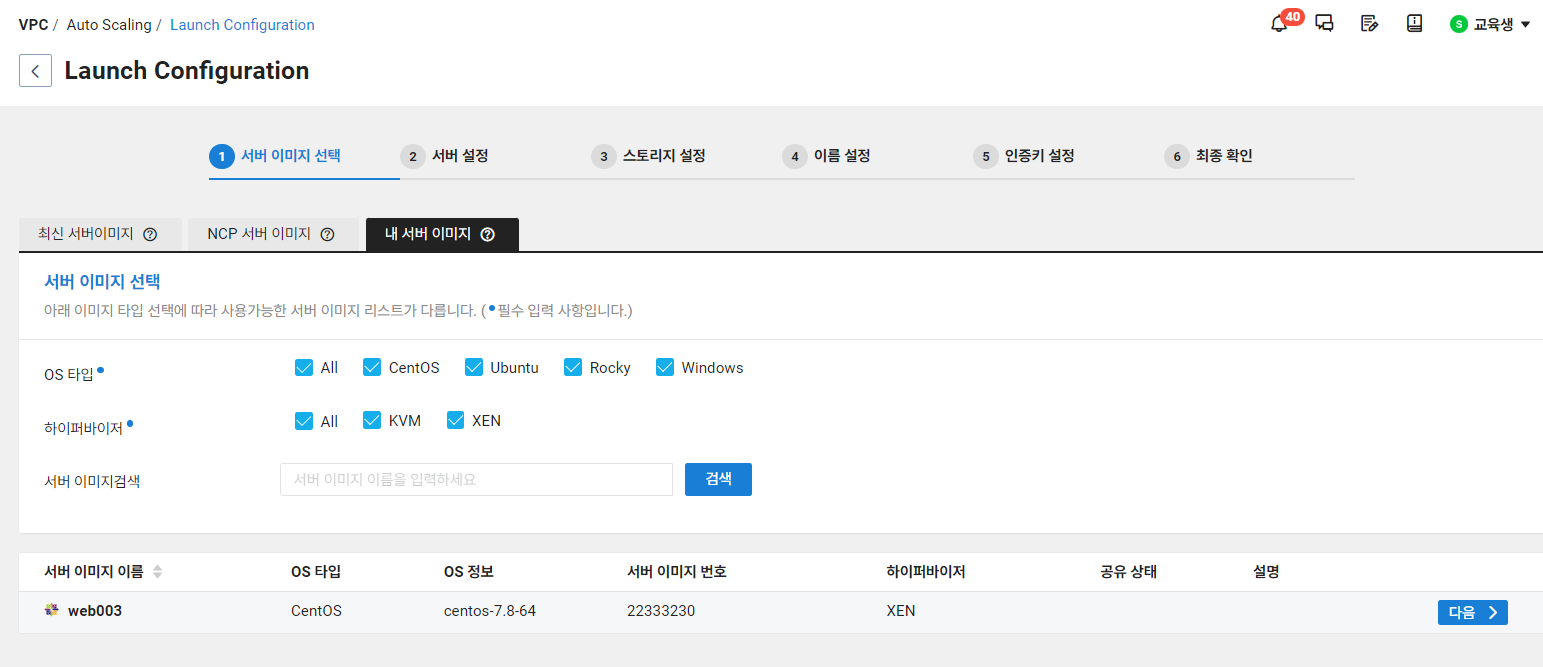 VPC / Auto Scaling / Launch Configuration
40
S 교육생
Launch Configuration
1 서버 이미지 선택
2 서버 설정
3 스토리지 설정
4 이름 설정
5 인증키 설정
6 최종 확인
최신 서버이미지 ?
NCP 서버 이미지 ?
내 서버 이미지 ?
서버 이미지 선택
아래 이미지 타입 선택에 따라 사용가능한 서버 이미지 리스트가 다릅니다. (•필수 입력 사항입니다.)
OS 타입• All CentOS Ubuntu Rocky Windows
하이퍼바이저• All KVM XEN
서버 이미지검색 서버 이미지 이름을 입력하세요 검색
서버 이미지 이름 OS 타입 OS 정보 서버 이미지 번호 하이퍼바이저 공유 상태 설명
web003 CentOS centos-7.8-64 22333230 XEN 다음